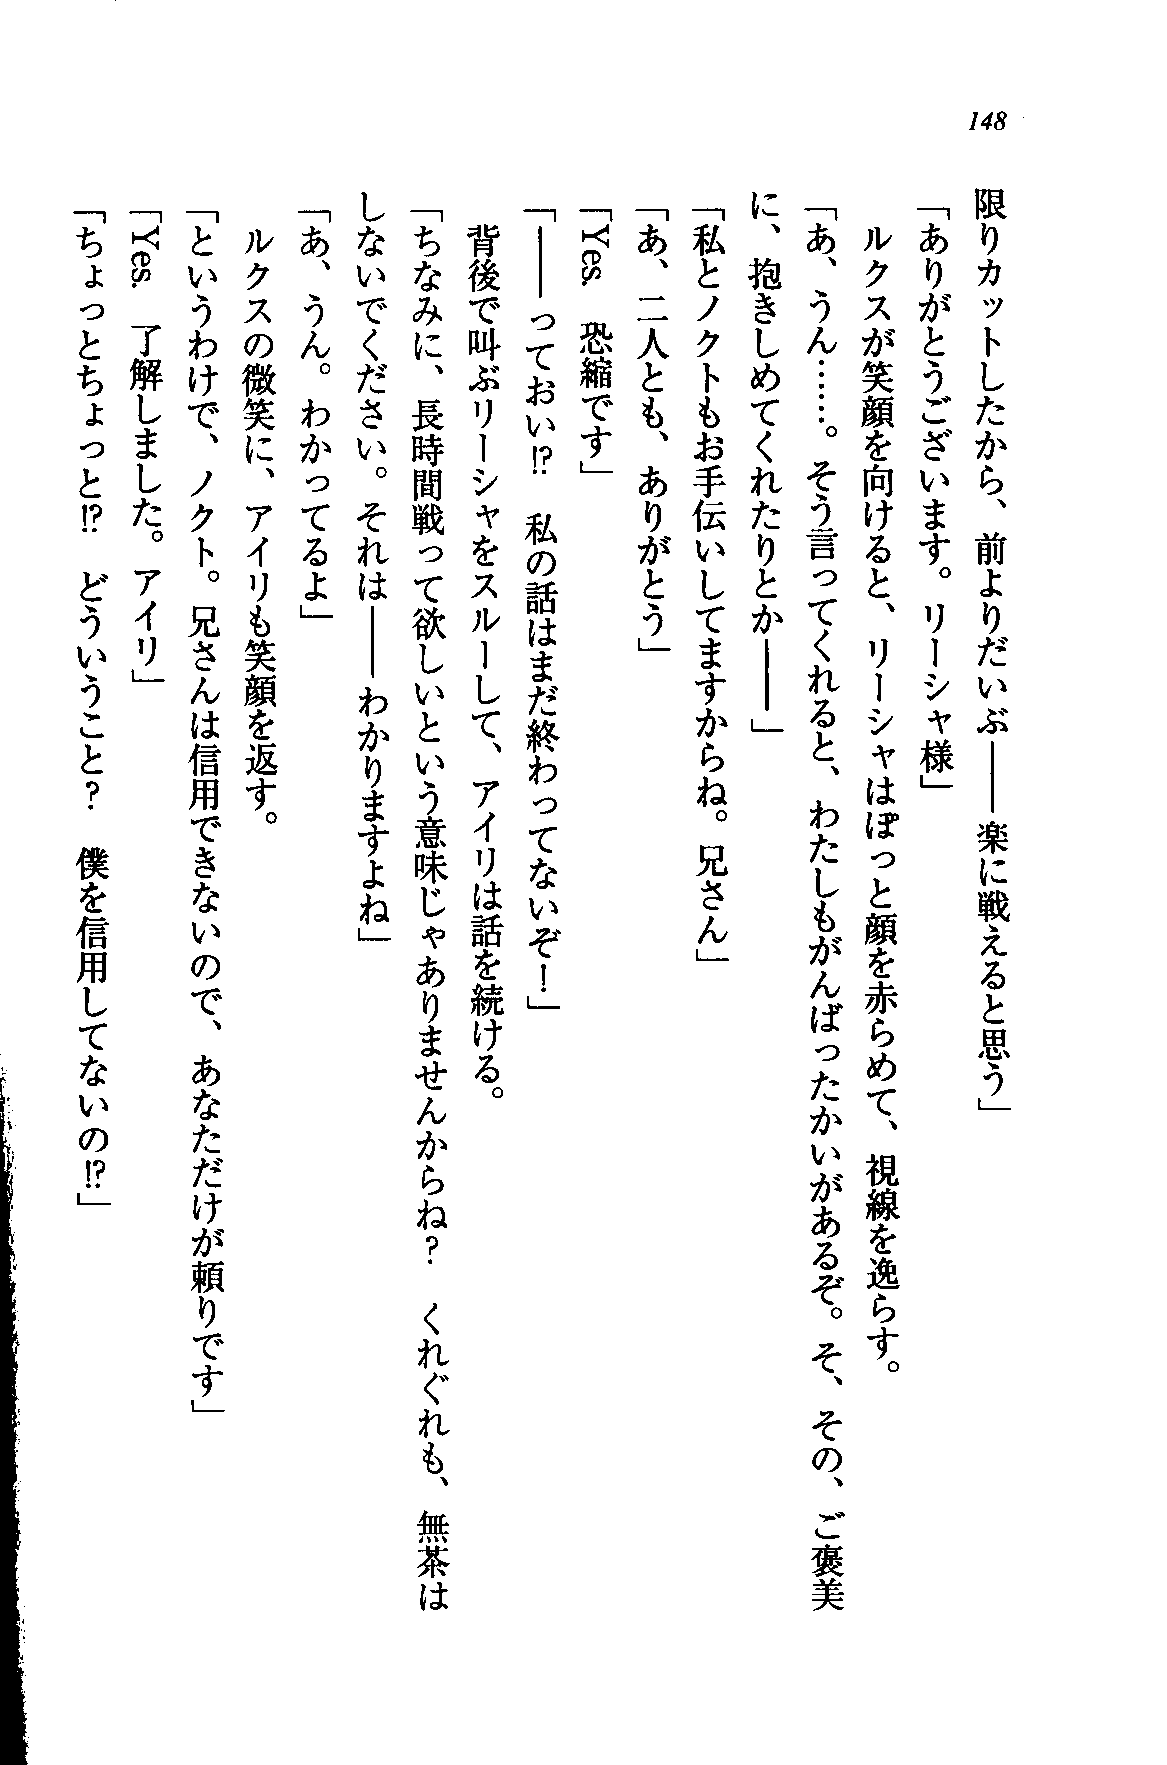 148
限りカットしたから、前よりだいぶ――楽に戦えると思う」
「ありがとうございます。リーシャ様」
　ルクスが笑顔を向けると、リーシャはぽっと顔を赤らめて、視線を逸らす。
「あ、うん……。そう言ってくれると、わたしもがんばったかいがあるぞ。そ、その、ご褒美
に、抱きしめてくれたりとか――」
「私とノクトもお手伝いしてますからね。兄さん」
「あ、二人とも、ありがとう」
「Yes　恐縮です」
「――っておい!?　私の話はまだ終わってないぞ！」
　背後で叫ぶリーシャをスルーして、アイリは話を続ける。
「ちなみに、長時間戦って欲しいという意味じゃありませんからね？　くれぐれも、無茶は
しないでください。それは――わかりますよね」
「あ、うん。わかってるよ」
　ルクスの微笑に、アイリも笑顔を返す。
「というわけで、ノクト。兄さんは信用できないので、あなただけが頼りです」
「Yes.　了解しました。アイリ」
「ちょっとちょっと!?　どういうこと？　僕を信用してないの!?」